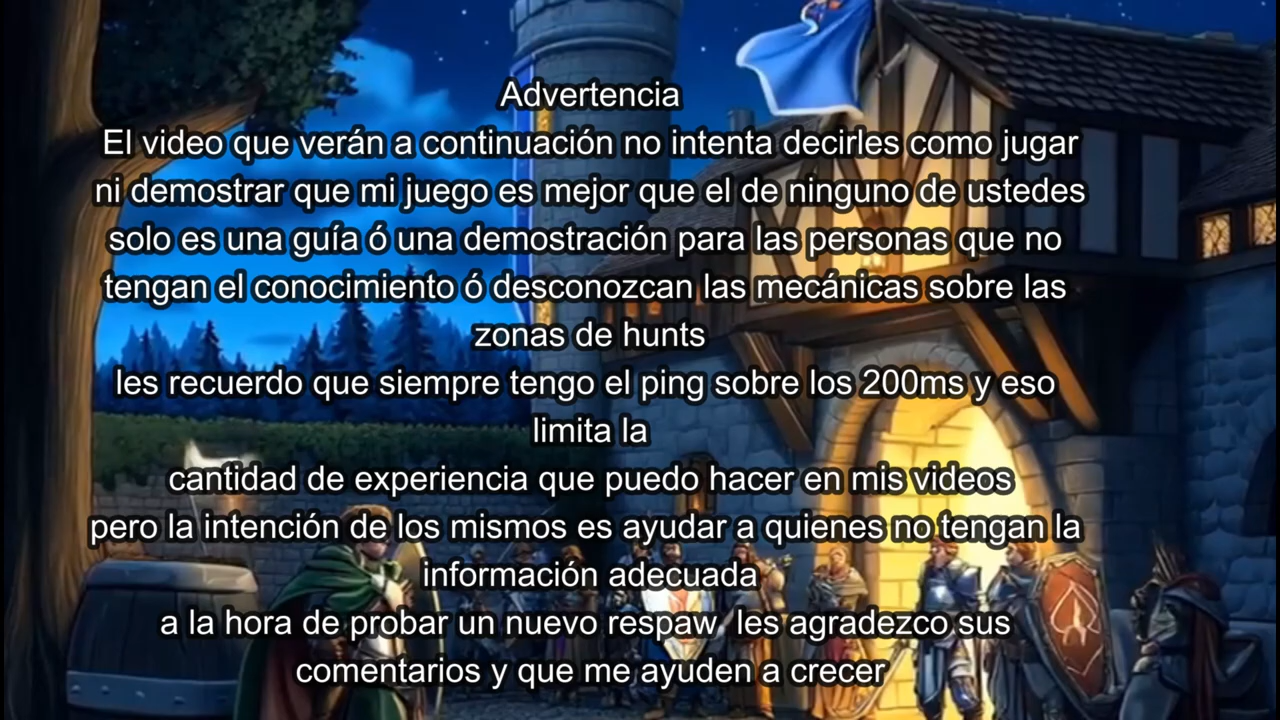 Advertencia
El video que verán a continuación no intenta decirles como jugar
ni demostrar que mi juego es mejor que el de ninguno de ustedes
solo es una guía ó una demostración para las personas que no
tengan el conocimiento ó desconozcan las mecánicas sobre las
zonas de hunts
les recuerdo que siempre tengo el ping sobre los 200ms y eso
limita la
cantidad de experiencia que puedo hacer en mis videos
pero la intención de los mismos es ayudar a quienes no tengan la
información adecuada
a la hora de probar un nuevo respaw, les agradezco sus
comentarios y que me ayuden a crecer